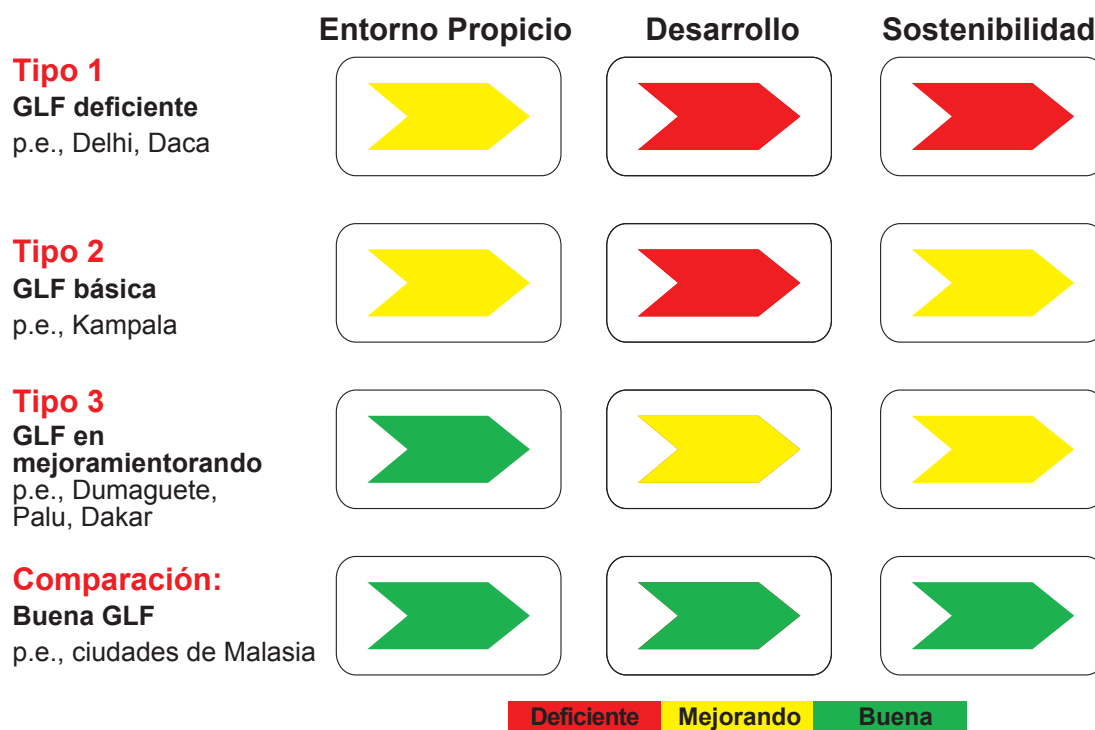 Entorno Propicio Desarrollo Sostenibilidad
Tipo 1
GLF deficiente
p.e., Delhi, Daca
Tipo 2
GLF básica
p.e., Kampala
Tipo 3
GLF en
mejoramientorando
p.e., Dumaguete,
Palu, Dakar
Comparación:
Buena GLF
p.e., ciudades de Malasia
Deficiente Mejorando Buena